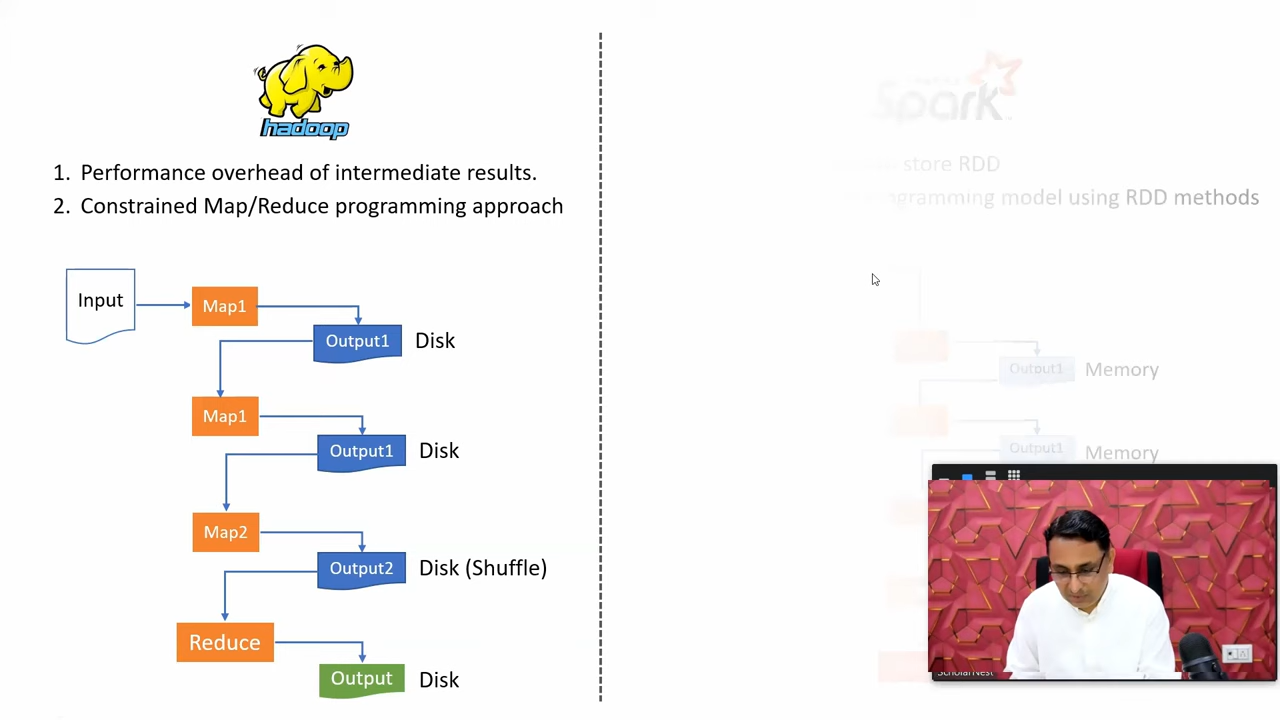 hadoop
1. Performance overhead of intermediate results.
2. Constrained Map/Reduce programming approach
Input
Map1
Output1
Disk
Map1
Output1
Disk
Map2
Output2
Disk (Shuffle)
Reduce
Output
Disk
Spark
store RDD
programming model using RDD methods
Output1
Memory
Output1
Memory
ScholarNest